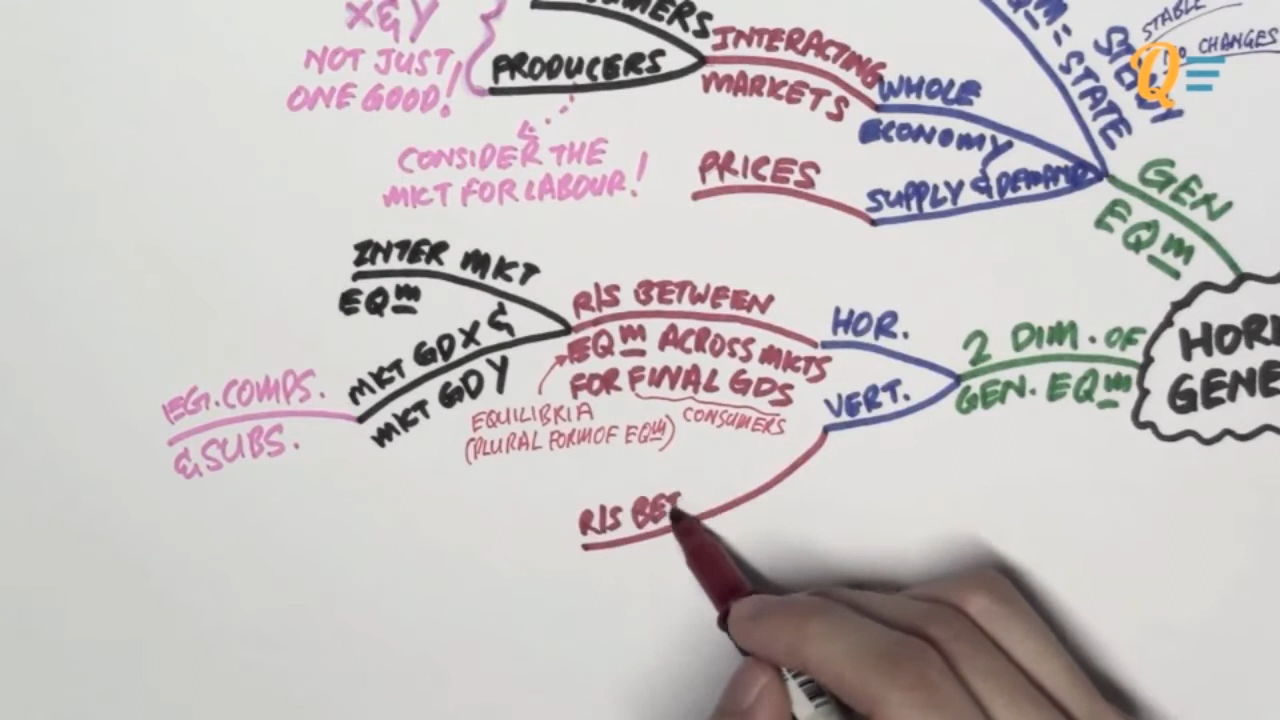 X & Y
NOT JUST
ONE GOOD!
PRODUCERS
INTERACTING
MARKETS
WHOLE
ECONOMY
CONSIDER THE
MKT FOR LABOUR!
PRICES
SUPPLY & DEMAND
STABLE
CHANGES
= STATE
GEN
EQM
INTER MKT
EQM
MKT GD X &
MKT GD Y
EG. COMPS.
& SUBS.
R/S BETWEEN
EQM ACROSS MKTS
FOR FINAL GDS
CONSUMERS
EQUILIBRIA
(PLURAL FORM OF EQM)
HOR.
VERT.
2 DIM. OF
GEN. EQM
HORI
GENE
R/S BET
Q